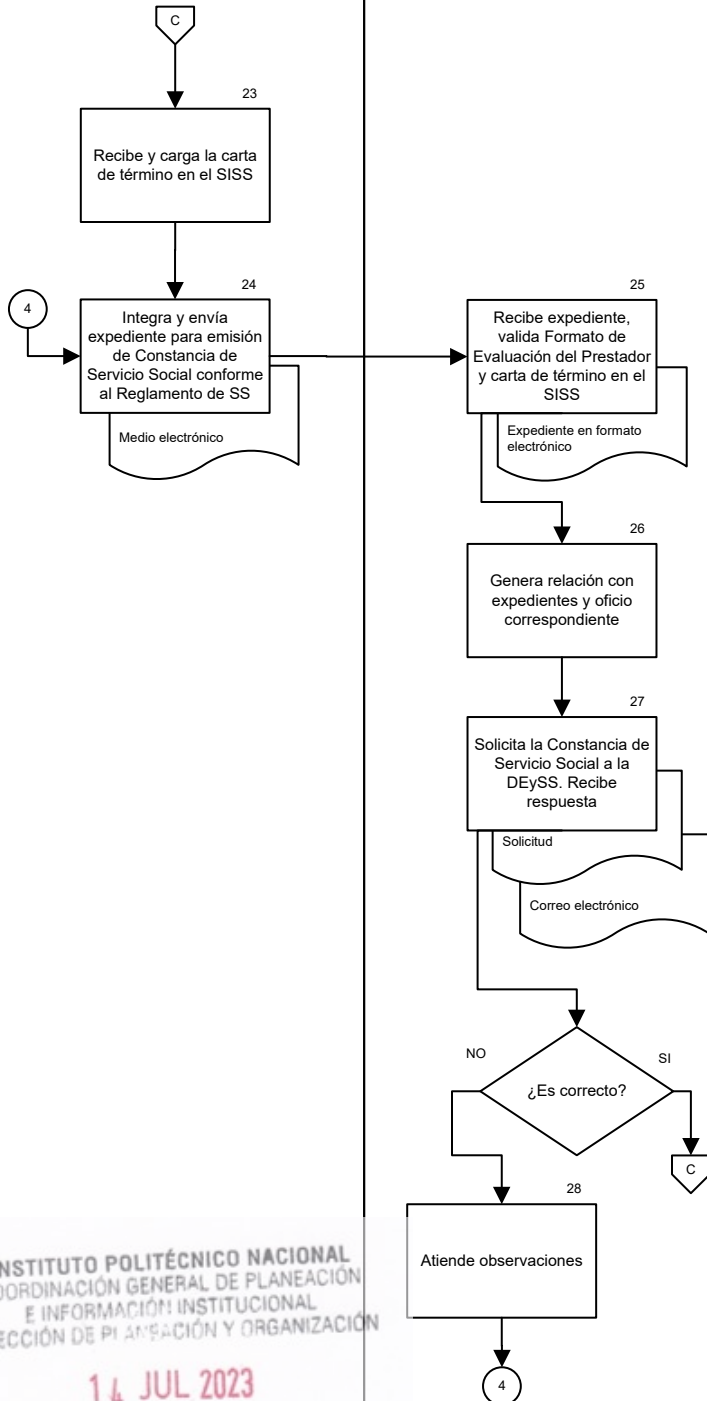 C
23
Recibe y carga la carta
de término en el SISS
24
4
Integra y envía
expediente para emisión
de Constancia de
Servicio Social conforme
al Reglamento de SS
Medio electrónico
25
Recibe expediente,
valida Formato de
Evaluación del Prestador
y carta de término en el
SISS
Expediente en formato
electrónico
26
Genera relación con
expedientes y oficio
correspondiente
27
Solicita la Constancia de
Servicio Social a la
DEySS. Recibe
respuesta
Solicitud
Correo electrónico
NO
SI
¿Es correcto?
C
28
Atiende observaciones
4
NSTITUTO POLITÉCNICO NACIONAL
OORDINACIÓN GENERAL DE PLANEACIÓN
E INFORMACIÓN INSTITUCIONAL
ECCIÓN DE PLANEACIÓN Y ORGANIZACIÓN
14 JUL 2023